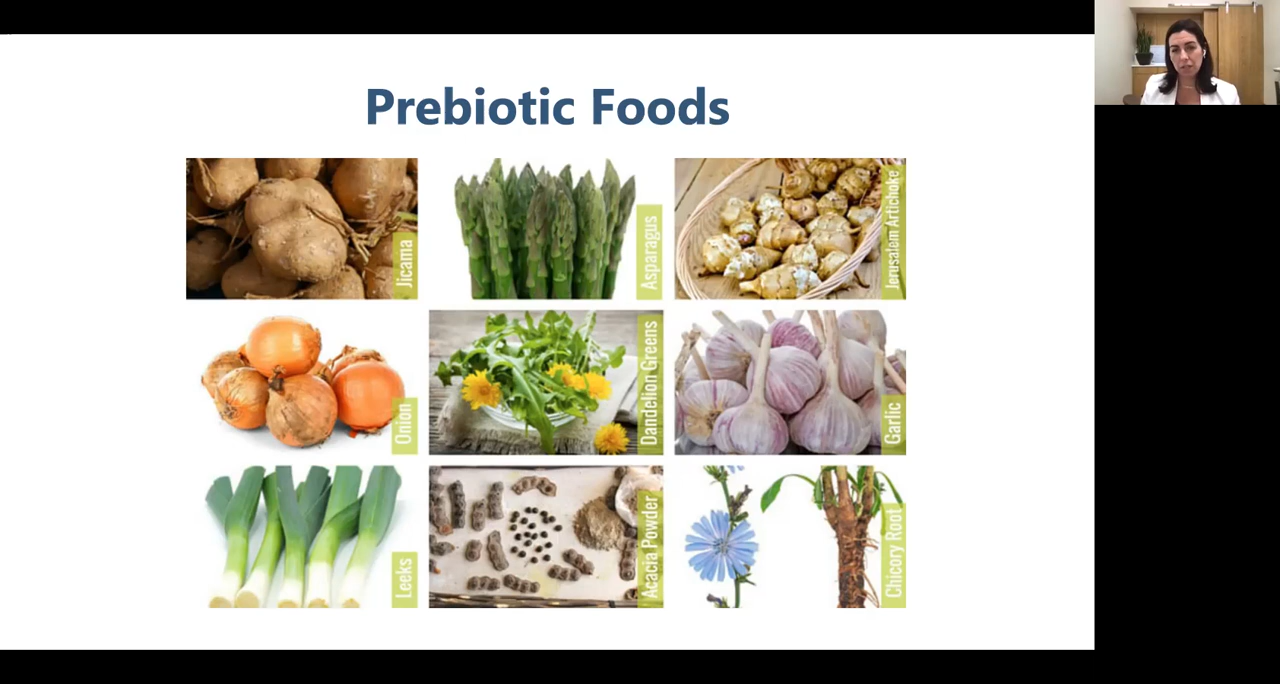 Prebiotic Foods
Jicama
Asparagus
Jerusalem Artichoke
Onion
Dandelion Greens
Garlic
Leeks
Acacia Powder
Chicory Root